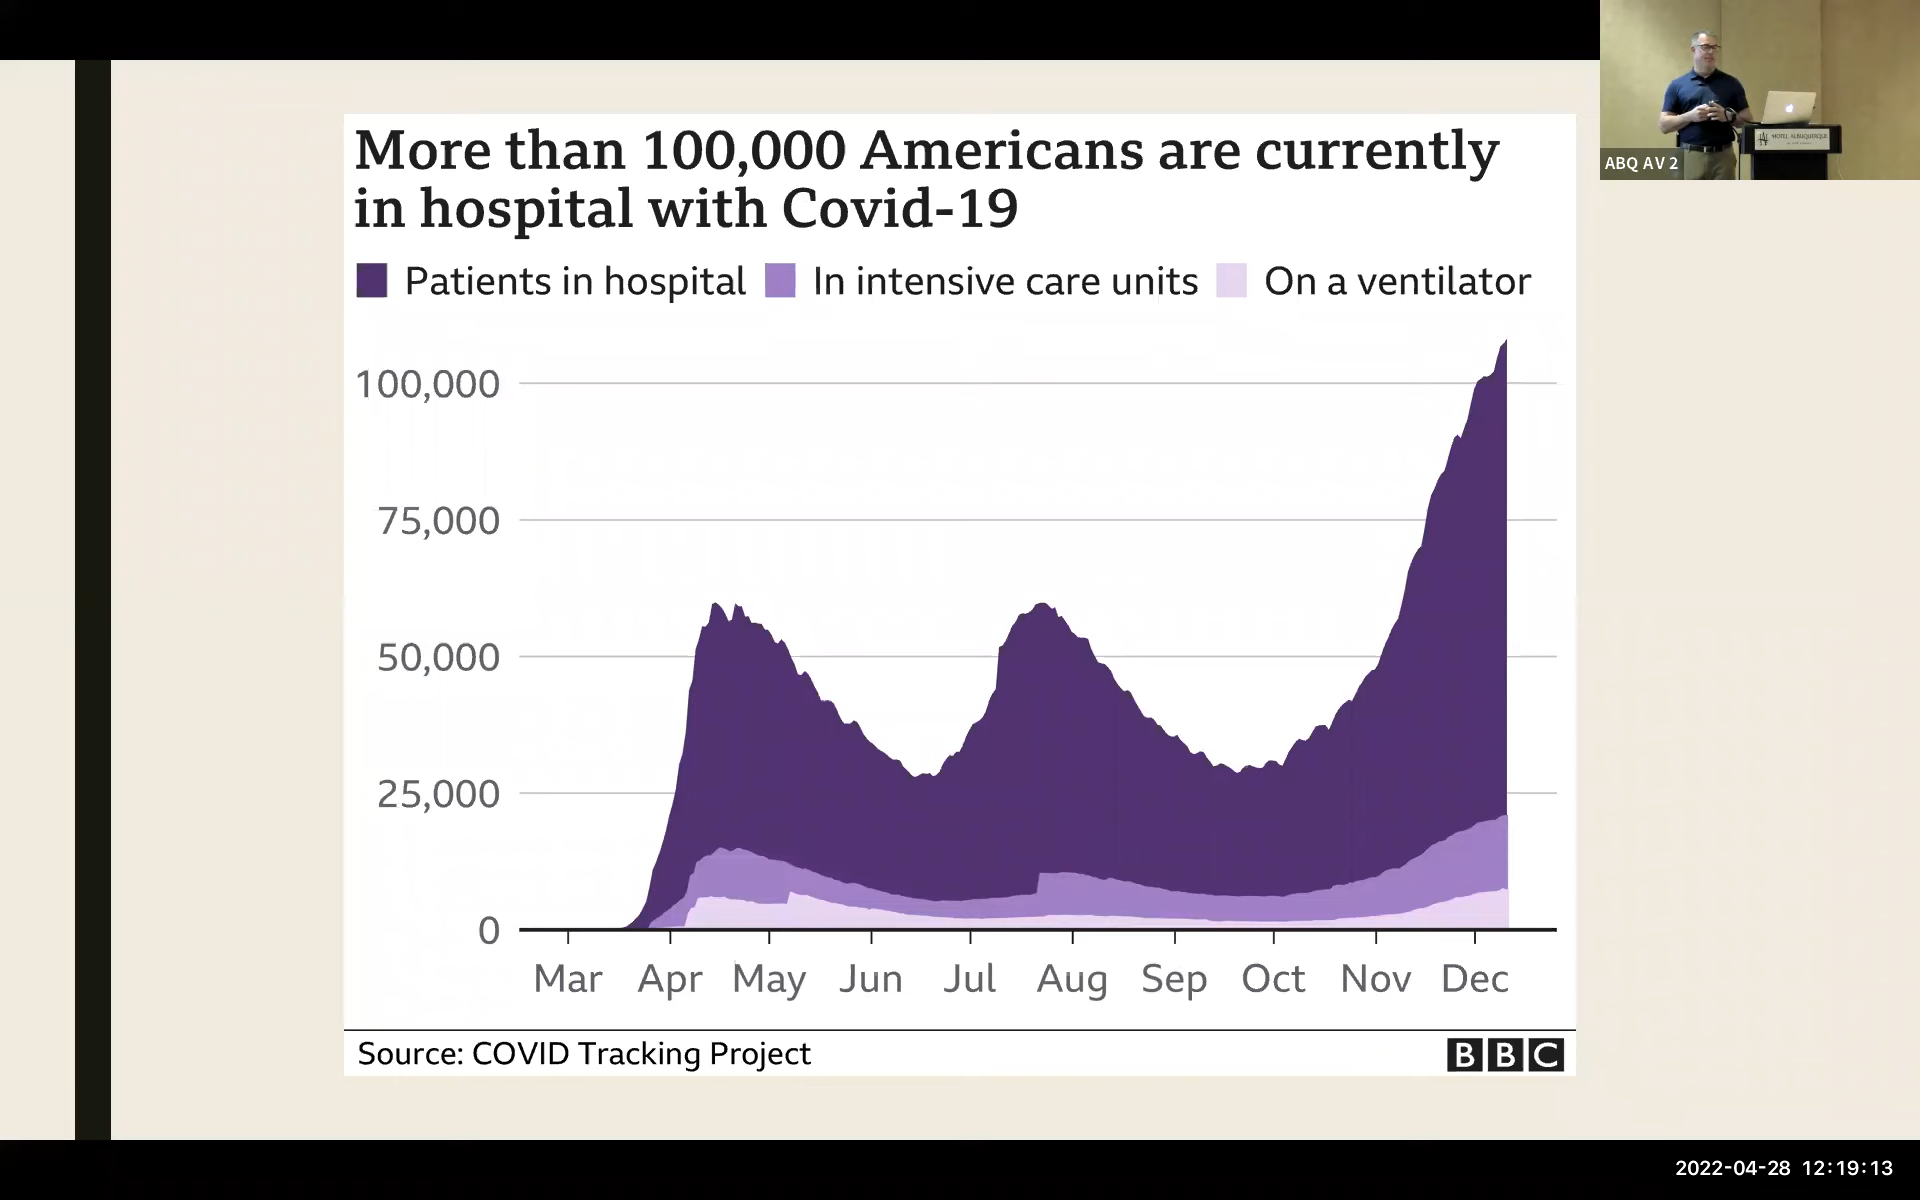 More than 100,000 Americans are currently
in hospital with Covid-19
Patients in hospital In intensive care units On a ventilator
100,000
75,000
50,000
25,000
0
Mar Apr May Jun Jul Aug Sep Oct Nov Dec
Source: COVID Tracking Project
BBC
HOTEL ALBUQUERQUE
ABQ AV 2
2022-04-28 12:19:13